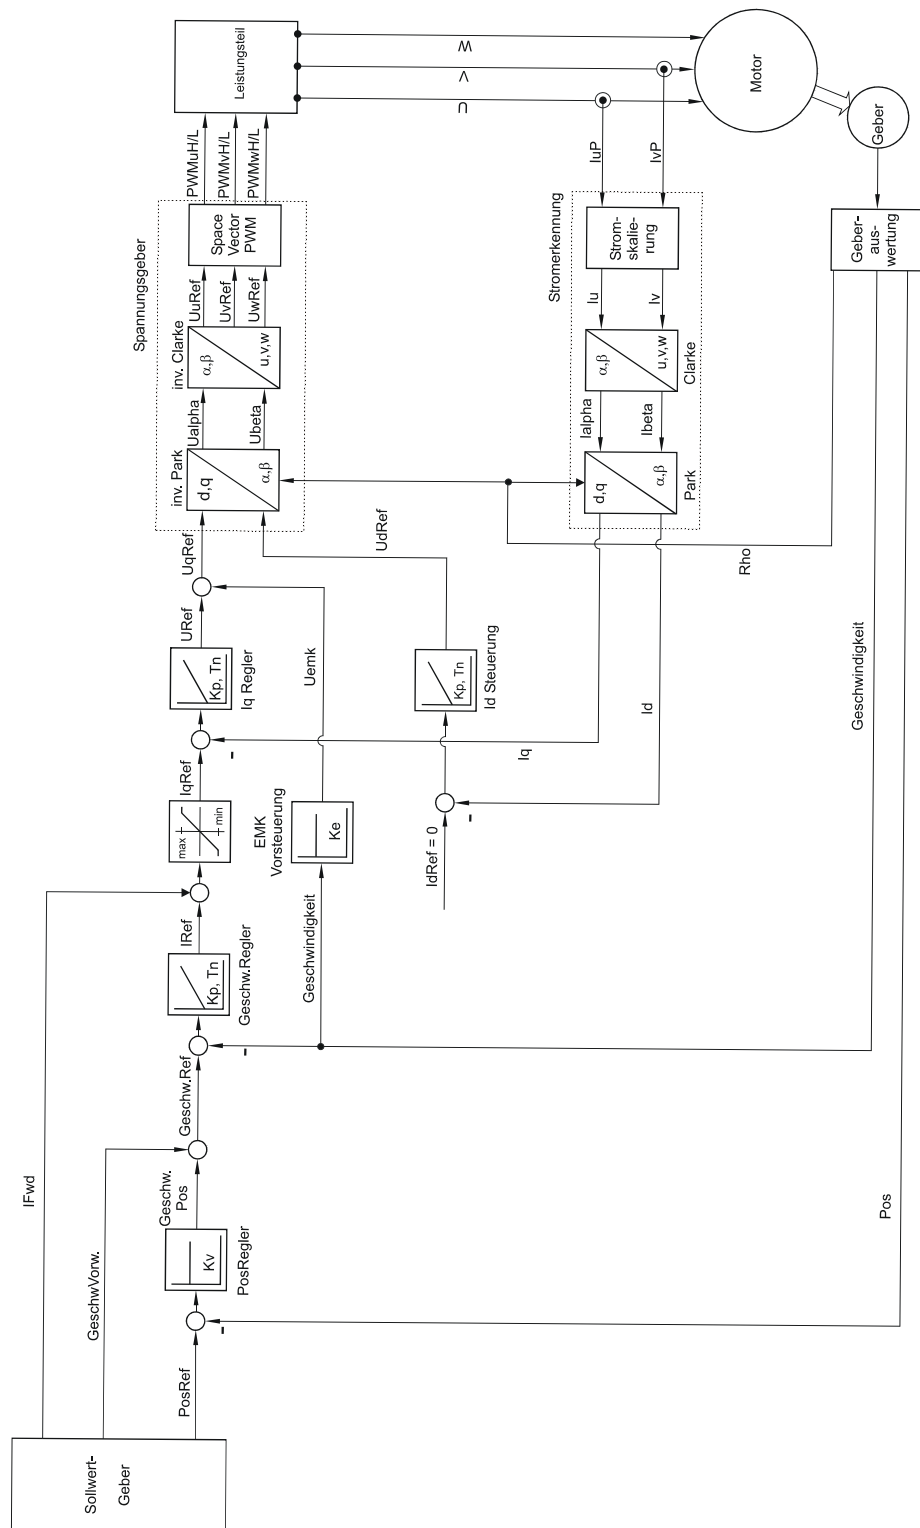 Sollwert-
Geber
IFwd
GeschwVorw.
PosRef
-
Kv
PosRegler
Geschw.
Pos
Geschw.Ref
-
Kp, Tn
Geschw.Regler
IRef
max
min
IqRef
-
Kp, Tn
Iq Regler
URef
UqRef
Geschwindigkeit
EMK
Vorsteuerung
Ke
Uemk
IdRef = 0
-
Kp, Tn
Id Steuerung
UdRef
Spannungsgeber
inv. Park
d,q
α,β
Ualpha
Ubeta
inv. Clarke
α,β
u,v,w
UuRef
UvRef
UwRef
Space
Vector
PWM
PWMuH/L
PWMvH/L
PWMwH/L
Leistungsteil
W
V
U
Stromerkennung
d,q
α,β
Park
Ialpha
Ibeta
α,β
u,v,w
Clarke
Iu
Iv
Strom-
skalie-
rung
IuP
IvP
Motor
Geber
Geber-
aus-
wertung
Iq
Id
Rho
Geschwindigkeit
Pos